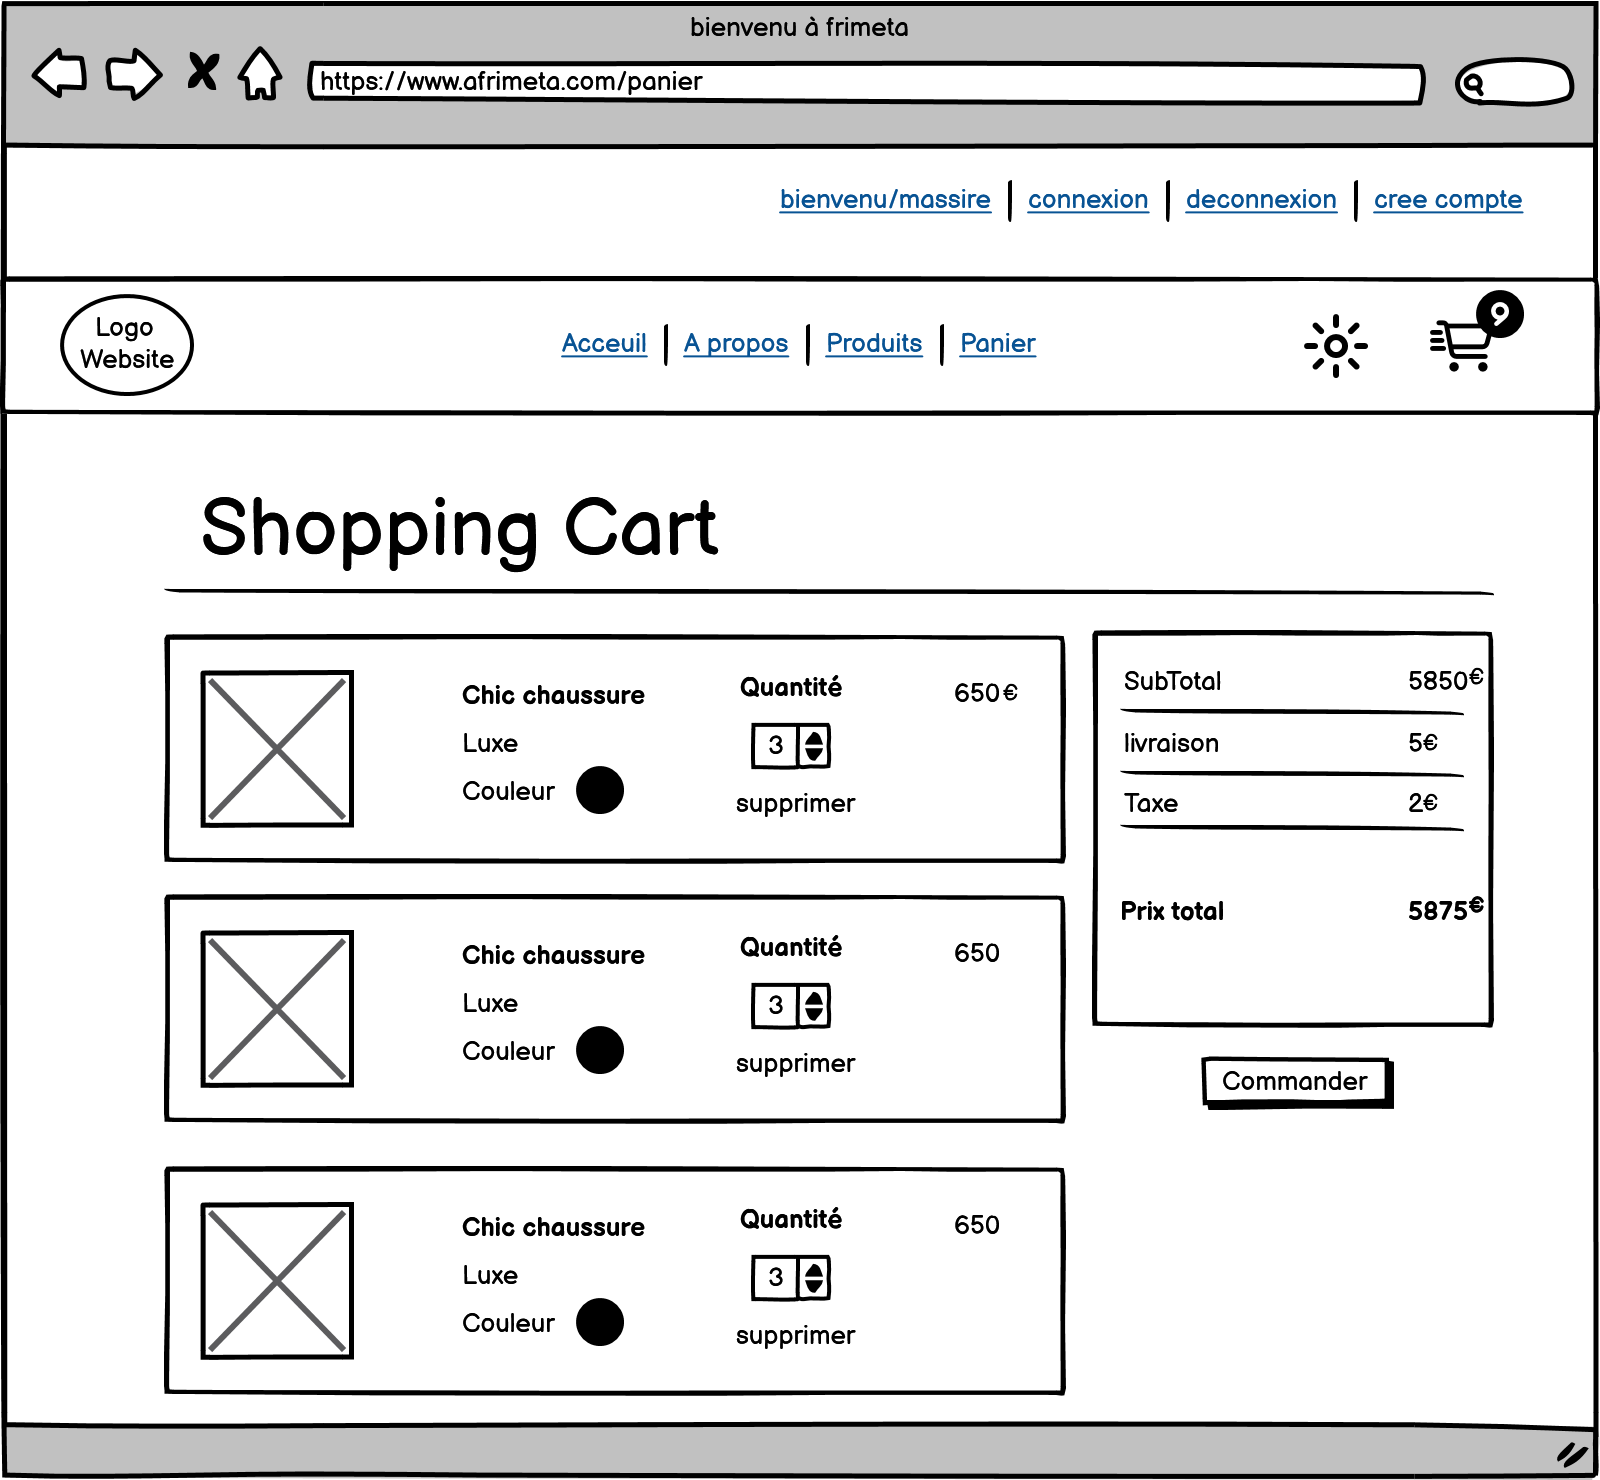 bienvenu à frimeta
https://www.afrimeta.com/panier
bienvenu/massire connexion deconnexion cree compte
Logo
Website
Acceuil A propos Produits Panier
9
Shopping Cart
Chic chaussure
Luxe
Couleur
Quantité
3
supprimer
650€
SubTotal 5850€
livraison 5€
Taxe 2€
Prix total 5875€
Commander
Chic chaussure
Luxe
Couleur
Quantité
3
supprimer
650
Chic chaussure
Luxe
Couleur
Quantité
3
supprimer
650